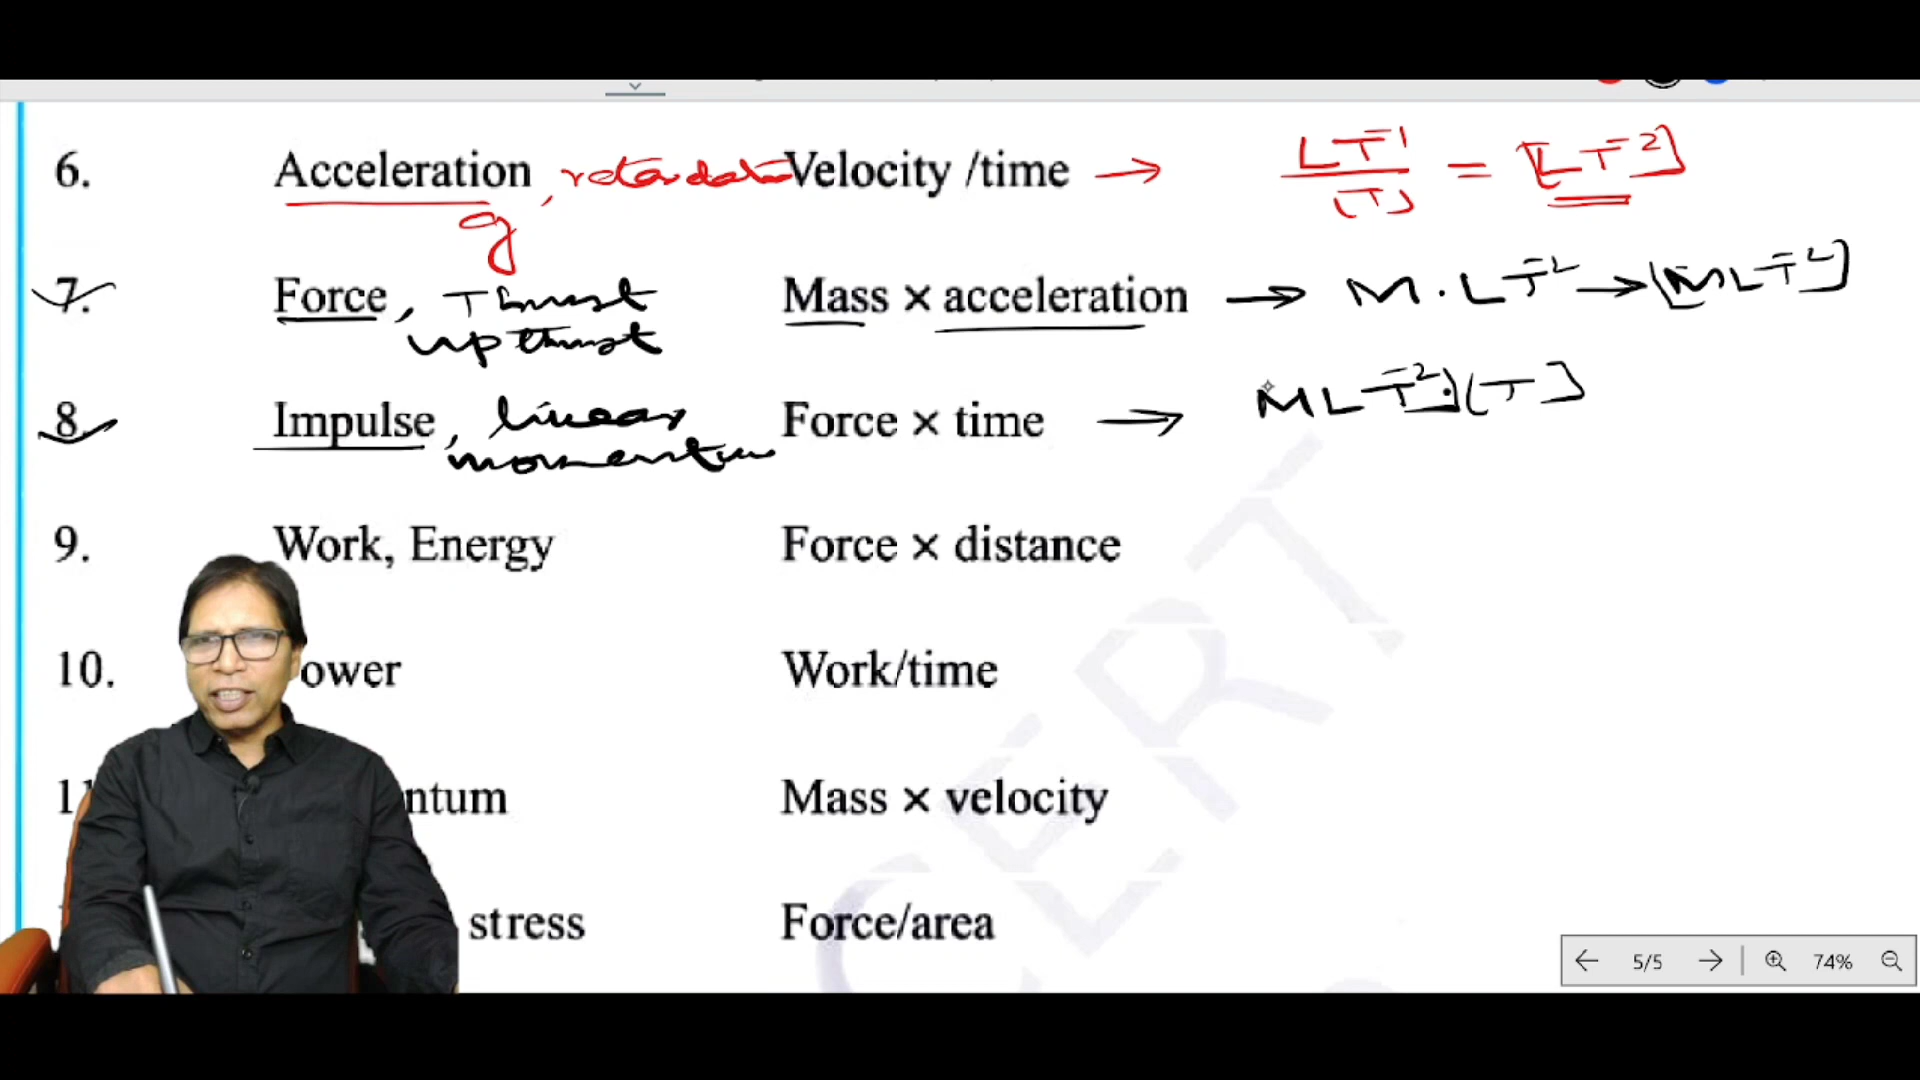 6. Acceleration, retardation Velocity /time → LT⁻¹ / [T] = [LT⁻²]
g
7. Force, Thrust Mass × acceleration → M . LT⁻² → [MLT⁻²]
upthrust
8. Impulse, linear Force × time → MLT⁻²] [T]
momentum
9. Work, Energy Force × distance
10. ower Work/time
1 ntum Mass × velocity
stress Force/area
CERT
5/5 74%